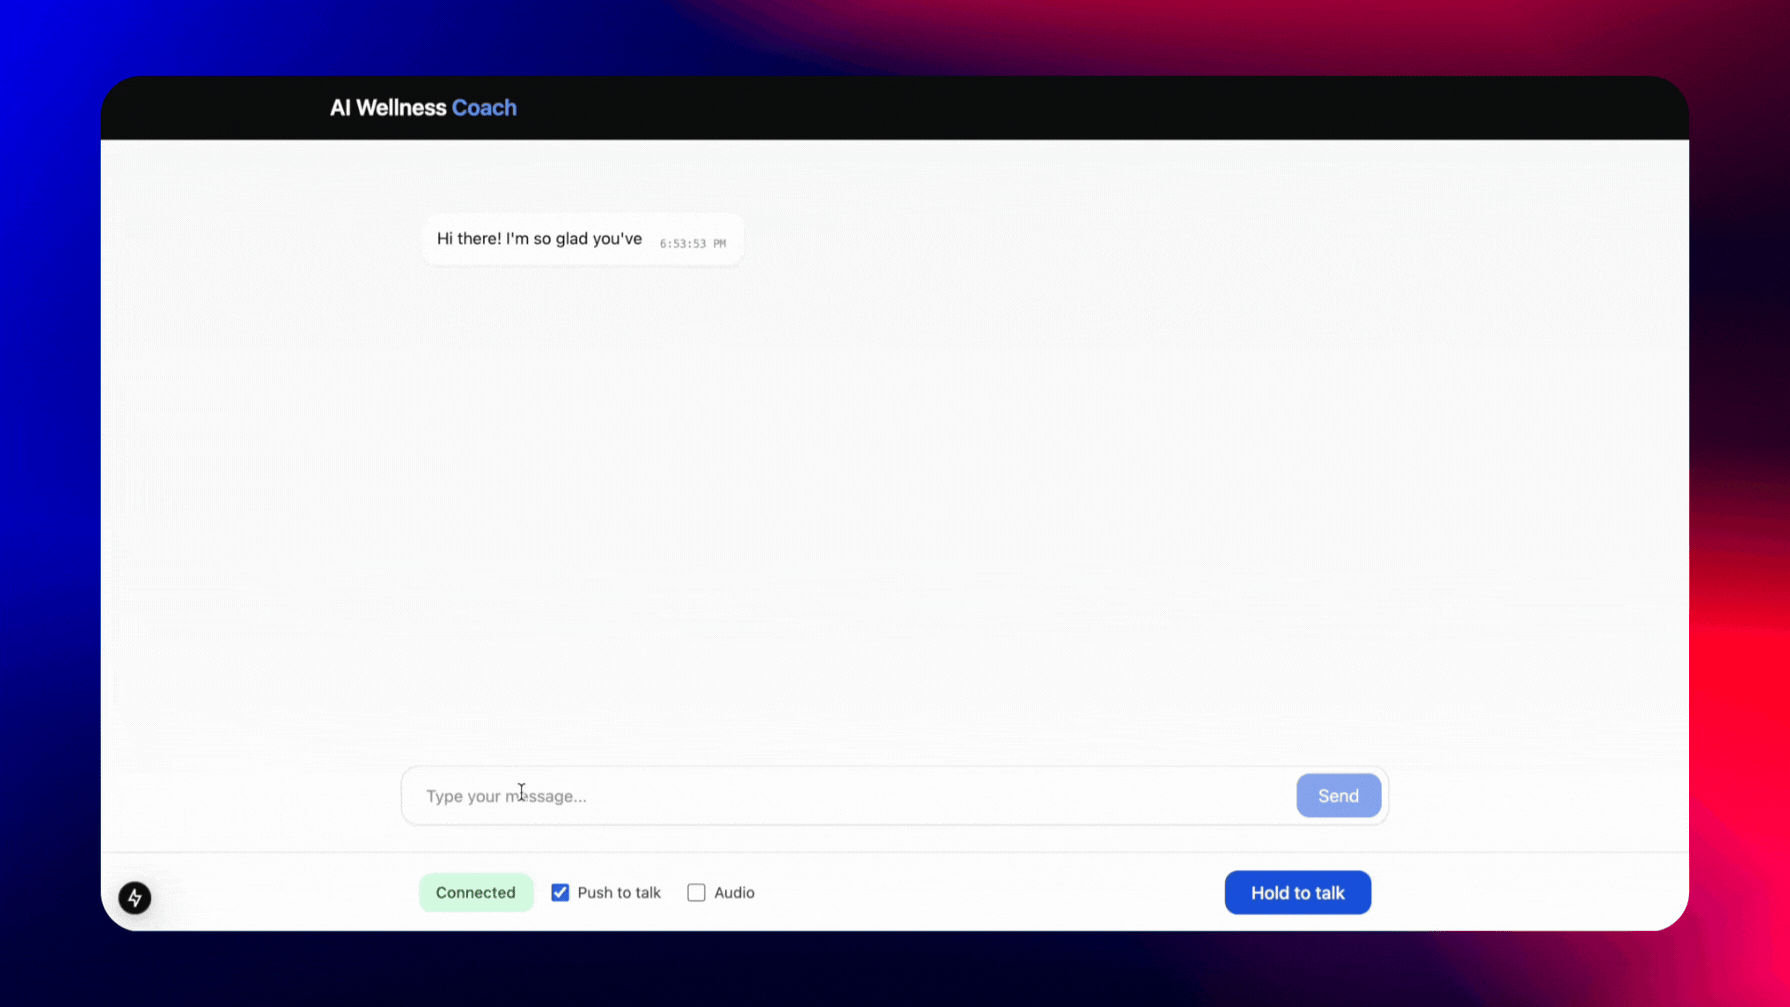 AI Wellness Coach
Hi there! I'm so glad you've 6:53:53 PM
Type your message...
Send
Connected
Push to talk
Audio
Hold to talk